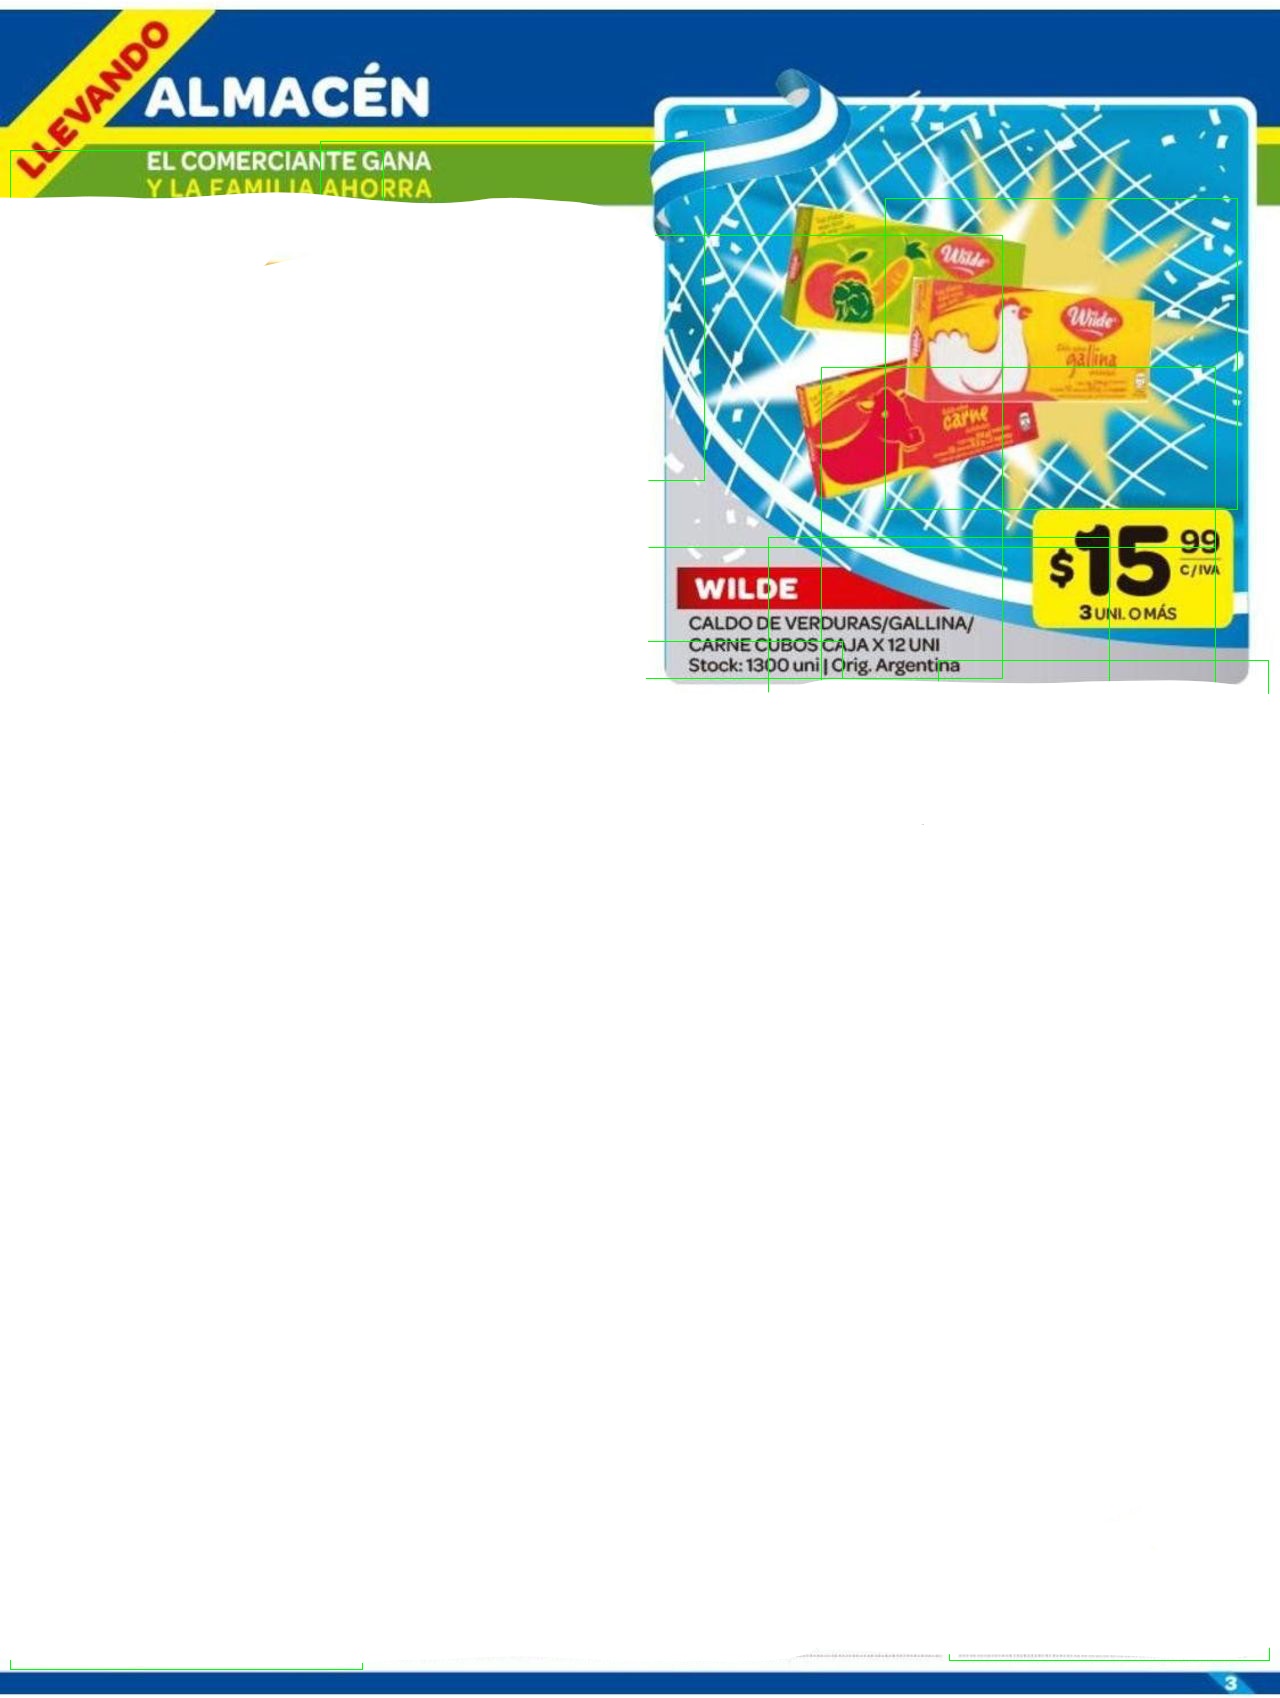 LLEVANDO
ALMACÉN
EL COMERCIANTE GANA
Y LA FAMILIA AHORRA
Wilde
Wilde
gallina
carne
$15 99
C/IVA
3 UNI. O MÁS
WILDE
CALDO DE VERDURAS/GALLINA/
CARNE CUBOS CAJA X 12 UNI
Stock: 1300 uni | Orig. Argentina
3